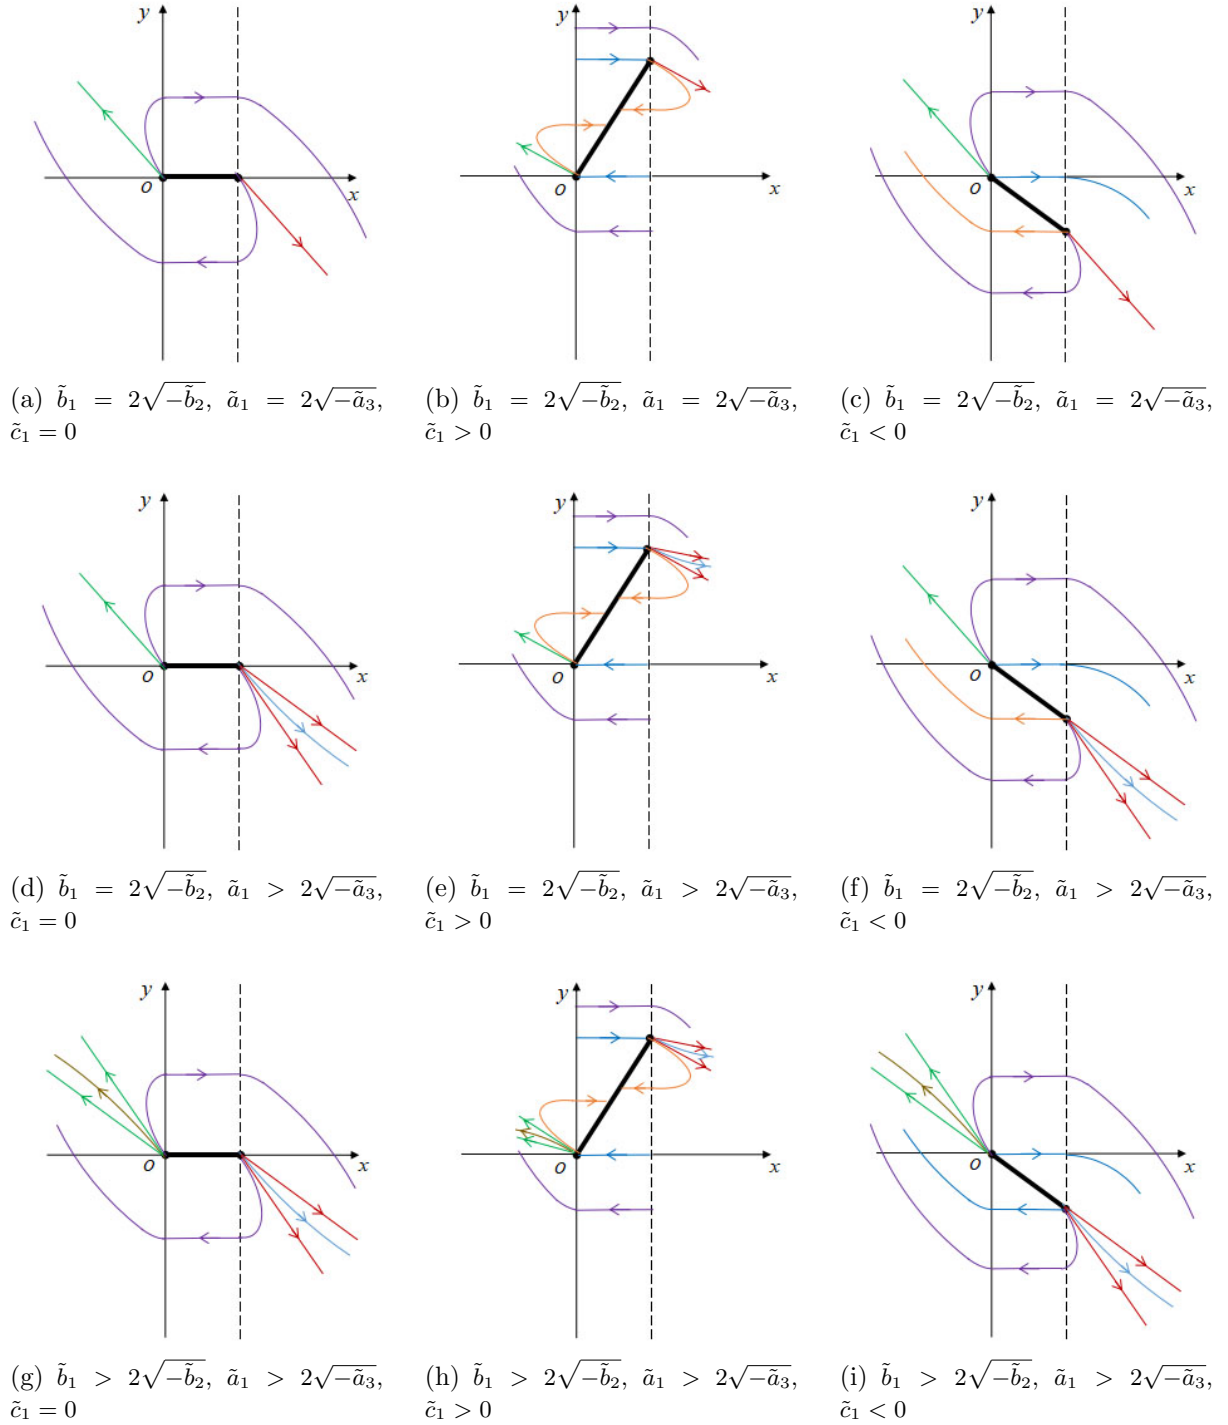 y y y
O x O x O x
(a) b̃₁ = 2√−b̃₂, ã₁ = 2√−ã₃, (b) b̃₁ = 2√−b̃₂, ã₁ = 2√−ã₃, (c) b̃₁ = 2√−b̃₂, ã₁ = 2√−ã₃,
c̃₁ = 0 c̃₁ > 0 c̃₁ < 0
y y y
O x O x O x
(d) b̃₁ = 2√−b̃₂, ã₁ > 2√−ã₃, (e) b̃₁ = 2√−b̃₂, ã₁ > 2√−ã₃, (f) b̃₁ = 2√−b̃₂, ã₁ > 2√−ã₃,
c̃₁ = 0 c̃₁ > 0 c̃₁ < 0
y y y
O x O x O x
(g) b̃₁ > 2√−b̃₂, ã₁ > 2√−ã₃, (h) b̃₁ > 2√−b̃₂, ã₁ > 2√−ã₃, (i) b̃₁ > 2√−b̃₂, ã₁ > 2√−ã₃,
c̃₁ = 0 c̃₁ > 0 c̃₁ < 0